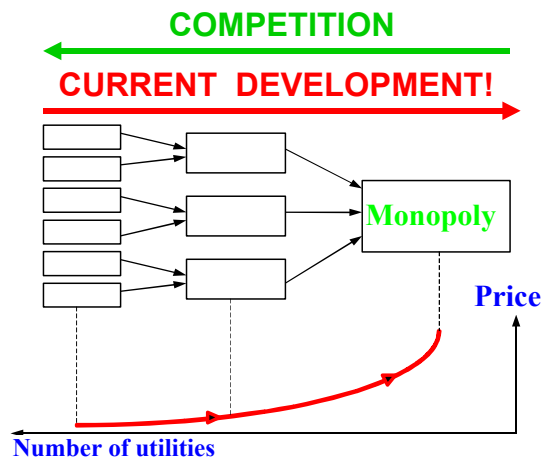 COMPETITION
CURRENT DEVELOPMENT!
Monopoly
Price
Number of utilities